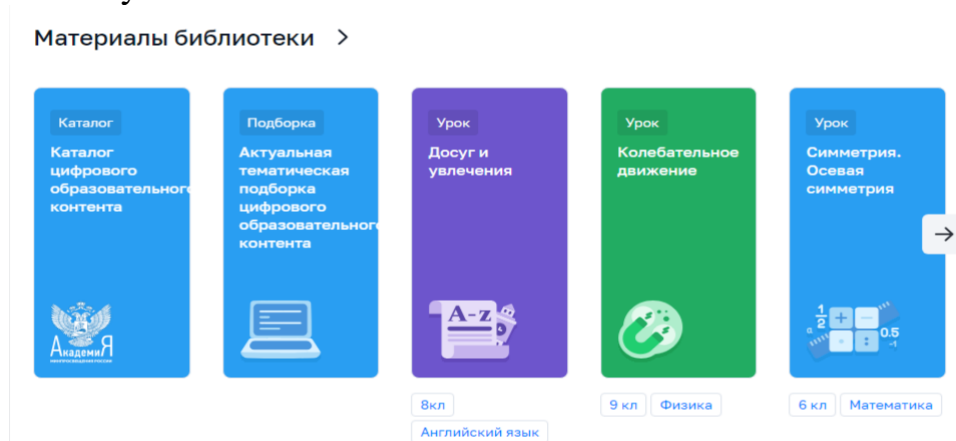 Материалы библиотеки >
Каталог
Каталог
цифрового
образовательного
контента
АкадемиЯ
Подборка
Актуальная
тематическая
подборка
цифрового
образовательног
контента
Урок
Досуг и
увлечения
A-z
8кл
Английский язык
Урок
Колебательное
движение
9 кл Физика
Урок
Симметрия.
Осевая
симметрия
1/2 + −
a 0.5
· : -1
6 кл Математика